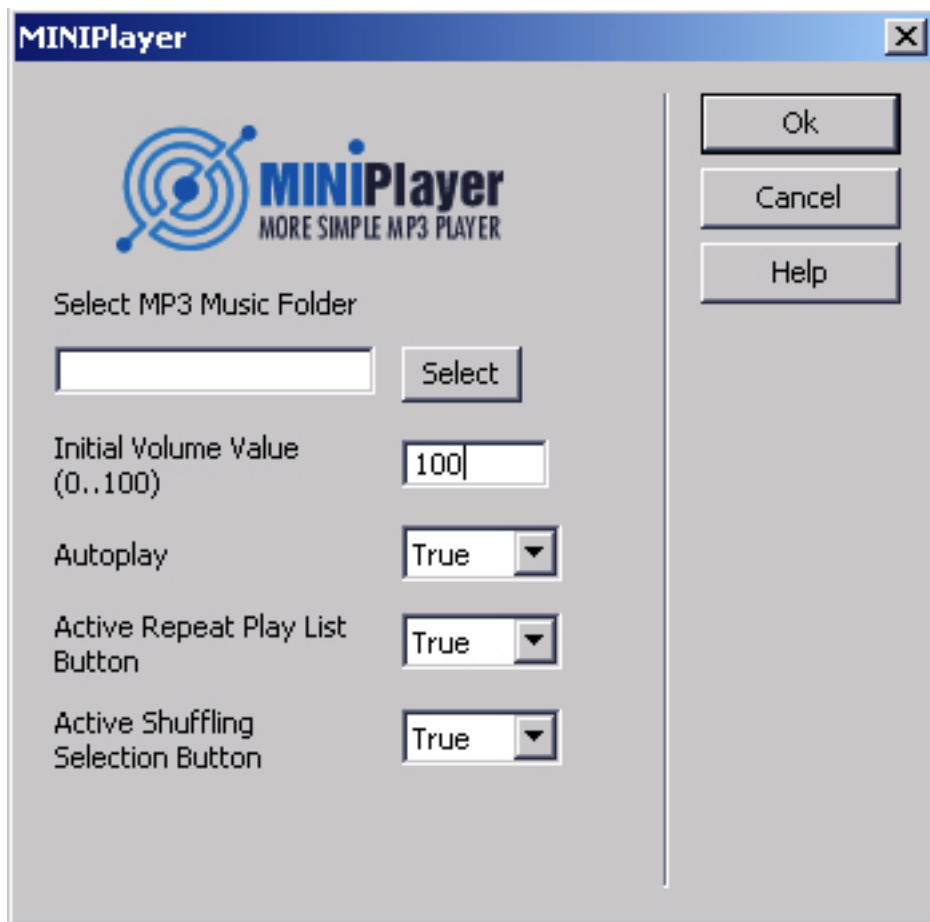 MINIPlayer
MINiPlayer
MORE SIMPLE MP3 PLAYER
Select MP3 Music Folder
Select
Initial Volume Value
(0..100)
100
Autoplay
True
Active Repeat Play List
Button
True
Active Shuffling
Selection Button
True
Ok
Cancel
Help